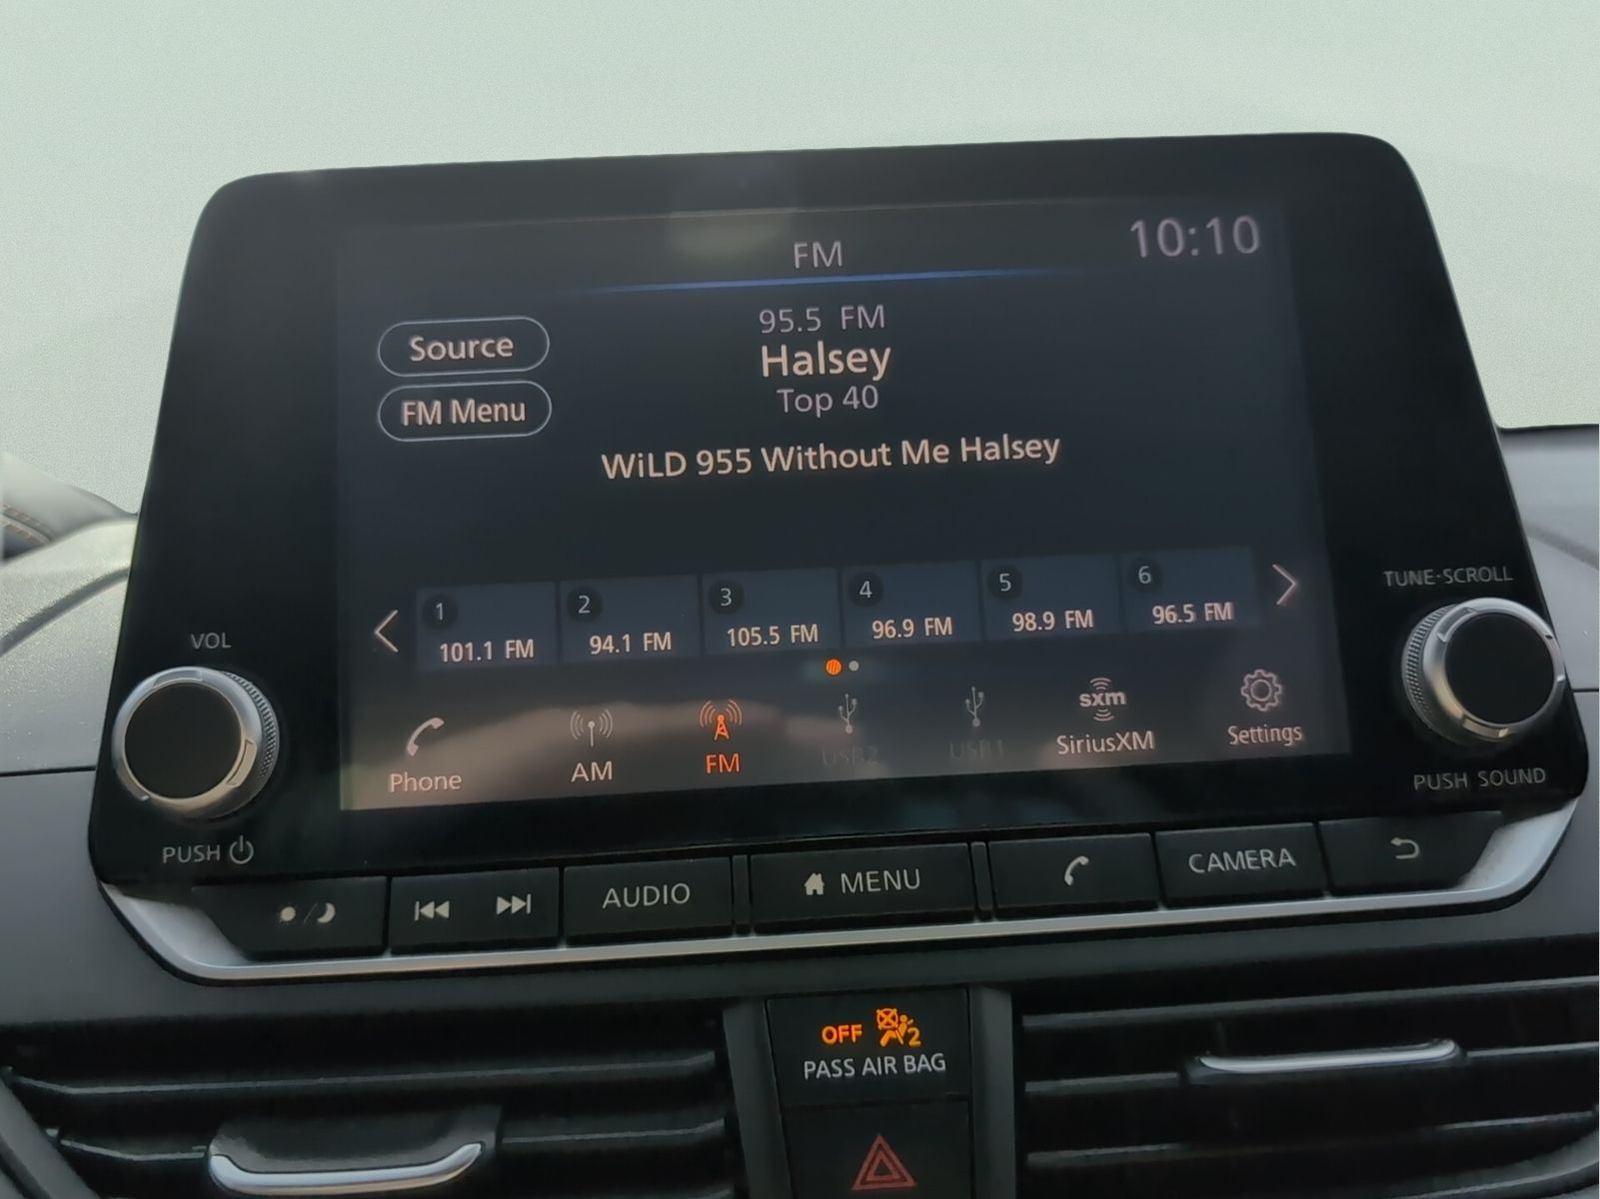 FM
10:10
Source
FM Menu
95.5 FM
Halsey
Top 40
WiLD 955 Without Me Halsey
1
101.1 FM
2
94.1 FM
3
105.5 FM
4
96.9 FM
5
98.9 FM
6
96.5 FM
Phone
AM
FM
USB2
USB1
sxm
SiriusXM
Settings
VOL
PUSH
TUNE·SCROLL
PUSH SOUND
AUDIO
MENU
CAMERA
OFF
2
PASS AIR BAG